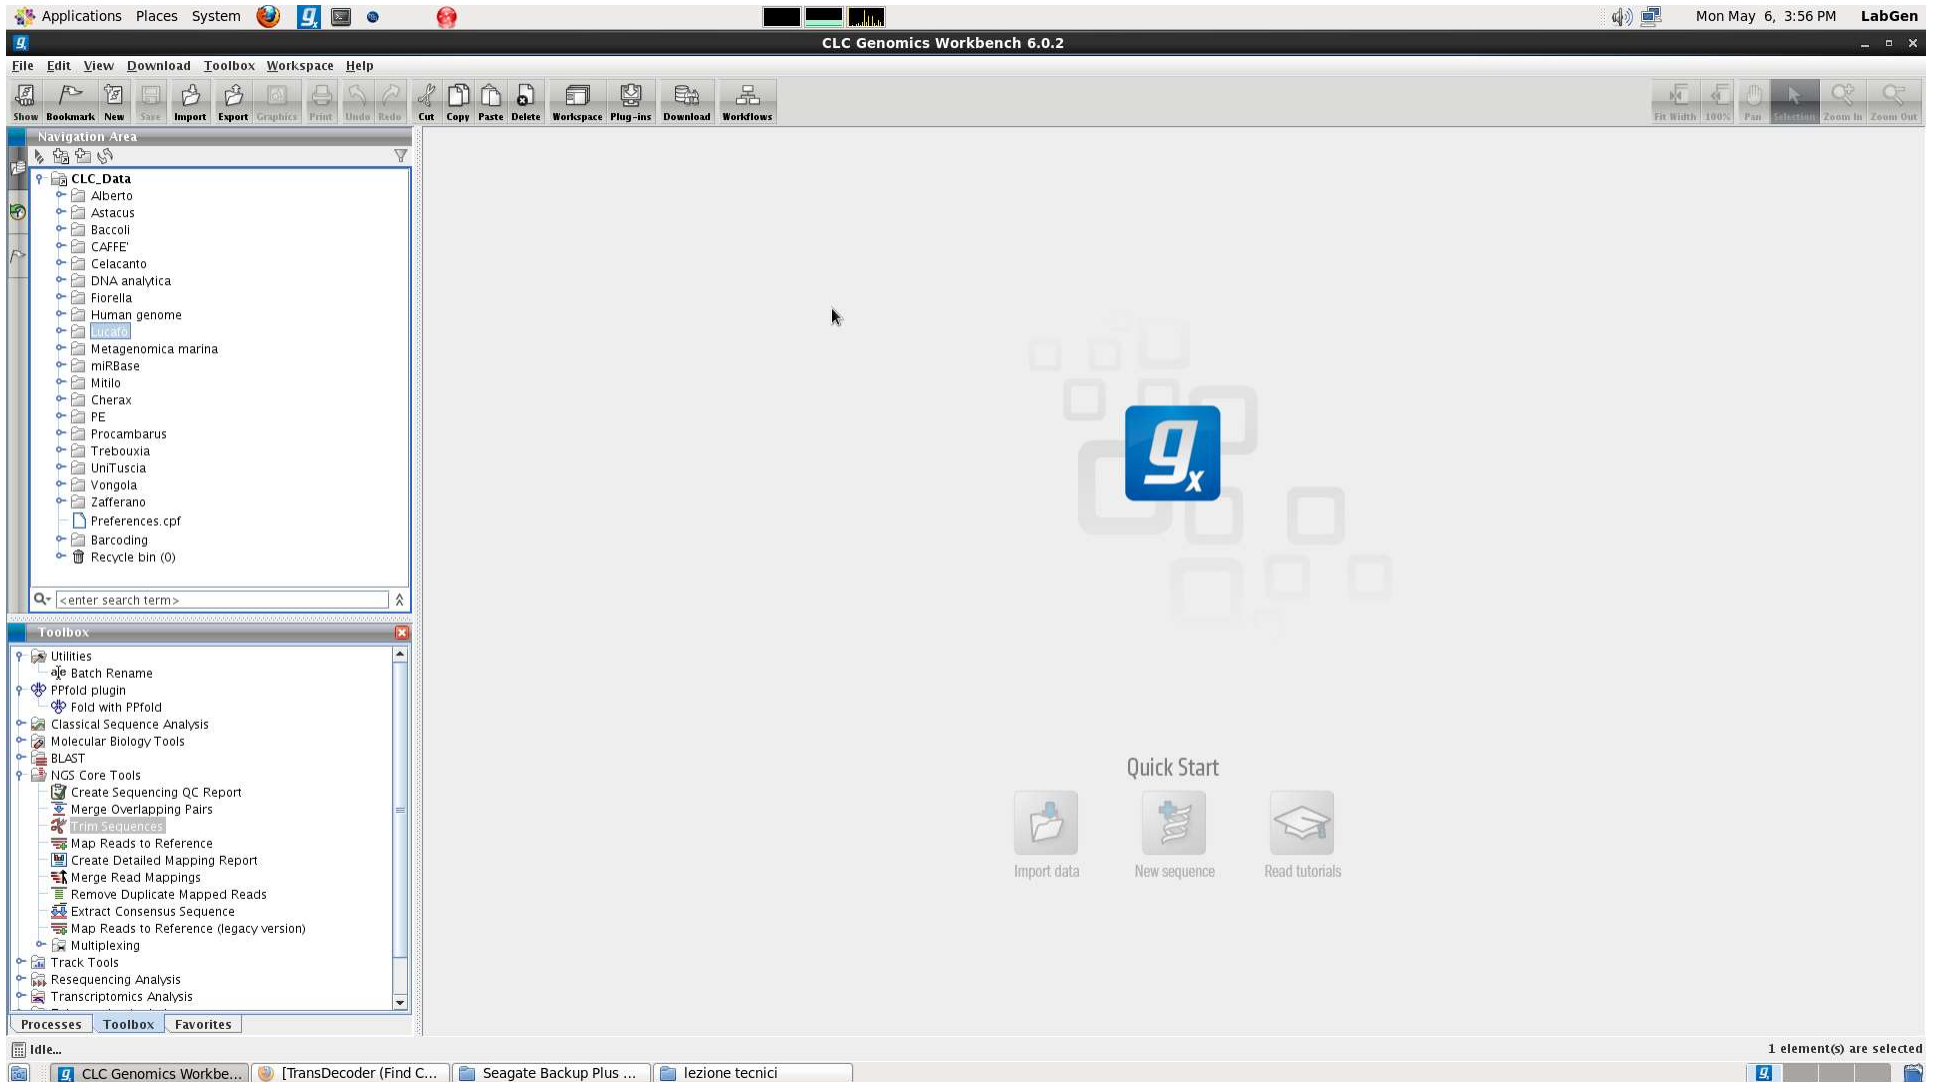 Applications Places System
Mon May 6, 3:56 PM LabGen
CLC Genomics Workbench 6.0.2
File Edit View Download Toolbox Workspace Help
Show Bookmark New Save Import Export Graphics Print Undo Redo Cut Copy Paste Delete Workspace Plug-ins Download Workflows Fit Width 100% Pan Selection Zoom In Zoom Out
Navigation Area
CLC_Data
Alberto
Astacus
Baccoli
CAFFE'
Celacanto
DNA analytica
Fiorella
Human genome
Lucafò
Metagenomica marina
miRBase
Mitilo
Cherax
PE
Procambarus
Trebouxia
UniTuscia
Vongola
Zafferano
Preferences.cpf
Barcoding
Recycle bin (0)
<enter search term>
Toolbox
Utilities
Batch Rename
PPfold plugin
Fold with PPfold
Classical Sequence Analysis
Molecular Biology Tools
BLAST
NGS Core Tools
Create Sequencing QC Report
Merge Overlapping Pairs
Trim Sequences
Map Reads to Reference
Create Detailed Mapping Report
Merge Read Mappings
Remove Duplicate Mapped Reads
Extract Consensus Sequence
Map Reads to Reference (legacy version)
Multiplexing
Track Tools
Resequencing Analysis
Transcriptomics Analysis
Processes Toolbox Favorites
gx
Quick Start
Import data New sequence Read tutorials
Idle...
1 element(s) are selected
CLC Genomics Workbe... [TransDecoder (Find C... Seagate Backup Plus ... lezione tecnici